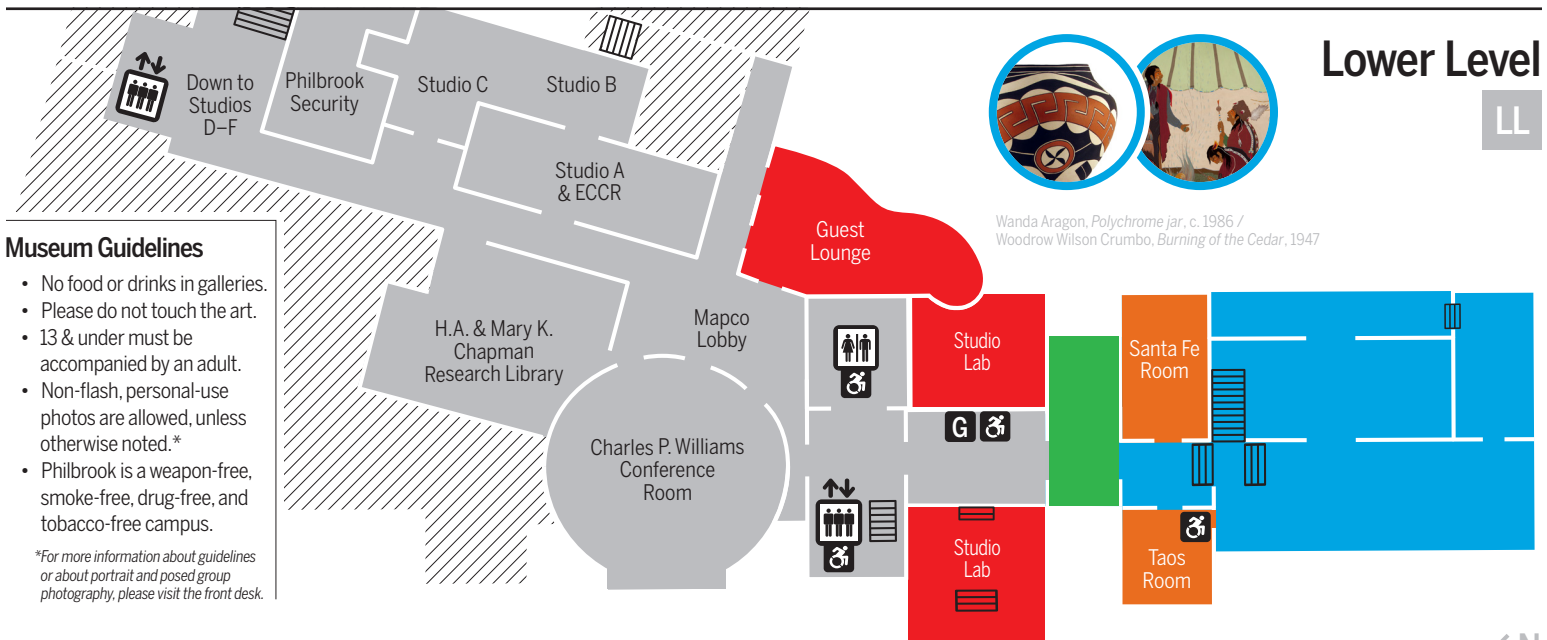 Lower Level
LL
Down to
Studios
D–F
Philbrook
Security
Studio C
Studio B
Studio A
& ECCR
Guest
Lounge
Wanda Aragon, Polychrome jar, c. 1986 /
Woodrow Wilson Crumbo, Burning of the Cedar, 1947
Museum Guidelines
• No food or drinks in galleries.
• Please do not touch the art.
• 13 & under must be
accompanied by an adult.
• Non-flash, personal-use
photos are allowed, unless
otherwise noted.*
• Philbrook is a weapon-free,
smoke-free, drug-free, and
tobacco-free campus.
*For more information about guidelines
or about portrait and posed group
photography, please visit the front desk.
H.A. & Mary K.
Chapman
Research Library
Mapco
Lobby
Studio
Lab
Santa Fe
Room
G
Charles P. Williams
Conference
Room
Studio
Lab
Taos
Room
N